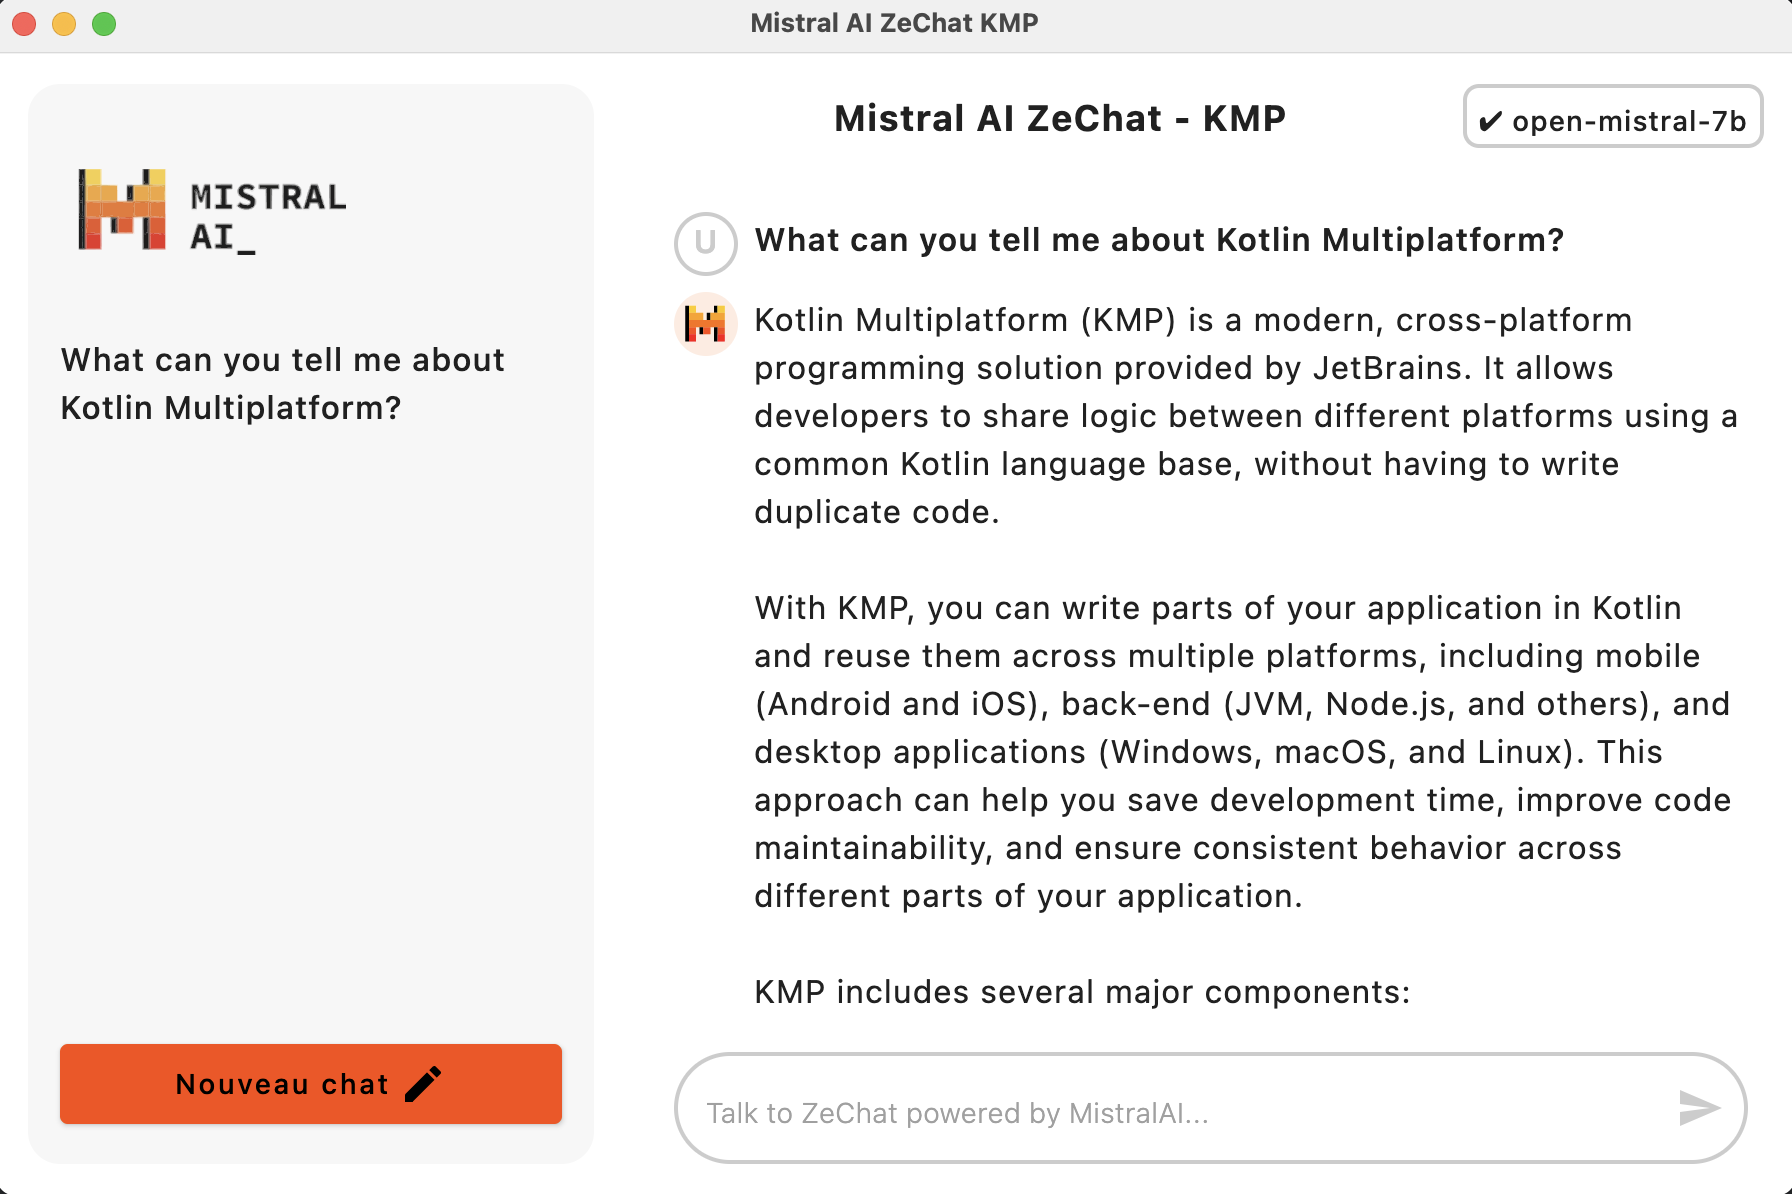 Mistral AI ZeChat KMP
MISTRAL
AI_
What can you tell me about
Kotlin Multiplatform?
Nouveau chat
Mistral AI ZeChat - KMP
✔ open-mistral-7b
U
What can you tell me about Kotlin Multiplatform?
Kotlin Multiplatform (KMP) is a modern, cross-platform
programming solution provided by JetBrains. It allows
developers to share logic between different platforms using a
common Kotlin language base, without having to write
duplicate code.
With KMP, you can write parts of your application in Kotlin
and reuse them across multiple platforms, including mobile
(Android and iOS), back-end (JVM, Node.js, and others), and
desktop applications (Windows, macOS, and Linux). This
approach can help you save development time, improve code
maintainability, and ensure consistent behavior across
different parts of your application.
KMP includes several major components:
Talk to ZeChat powered by MistralAI...